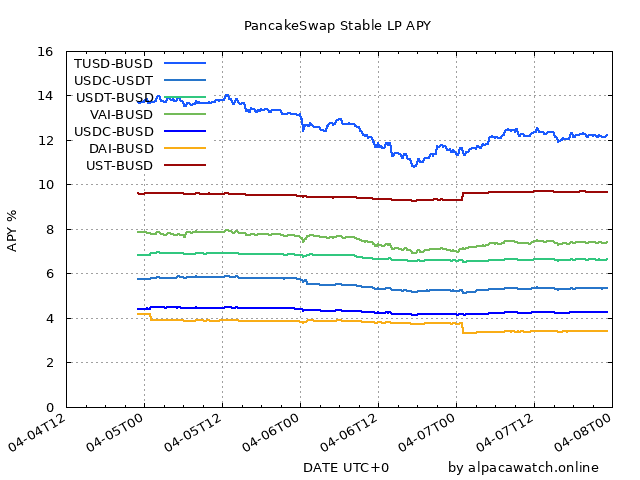 PancakeSwap Stable LP APY
16
14
12
10
8
6
4
2
0
APY %
TUSD-BUSD
USDC-USDT
USDT-BUSD
VAI-BUSD
USDC-BUSD
DAI-BUSD
UST-BUSD
04-04T12
04-05T00
04-05T12
04-06T00
04-06T12
04-07T00
04-07T12
04-08T00
DATE UTC+0
by alpacawatch.online